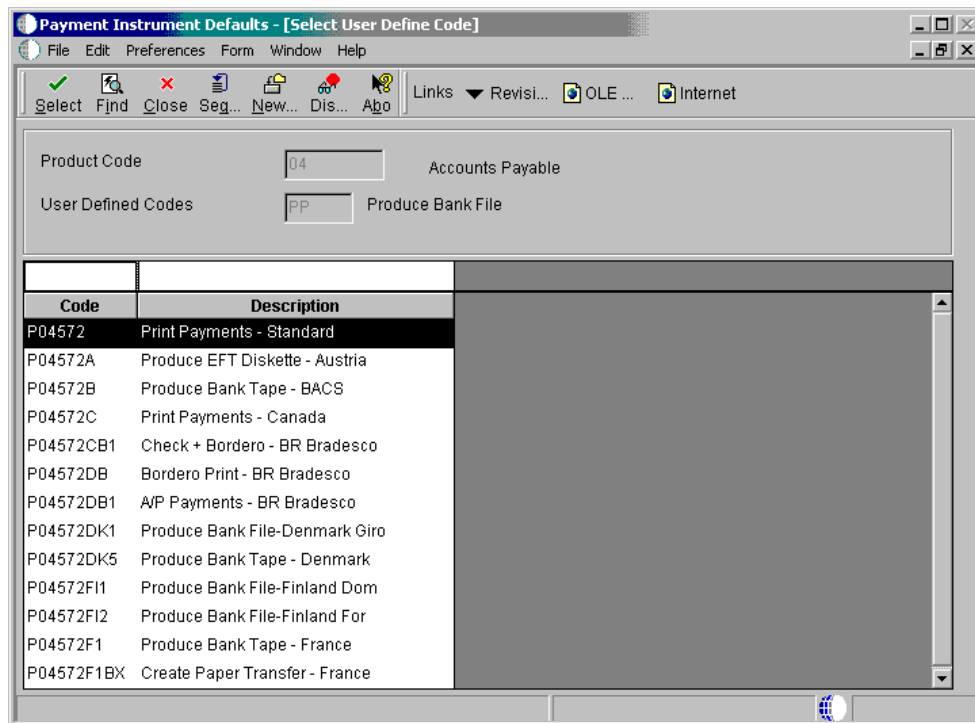 Payment Instrument Defaults - [Select User Define Code]
File Edit Preferences Form Window Help
Select Find Close Seq... New... Dis... Abo Links Revisi... OLE ... Internet
Product Code 04 Accounts Payable
User Defined Codes PP Produce Bank File
Code Description
P04572 Print Payments - Standard
P04572A Produce EFT Diskette - Austria
P04572B Produce Bank Tape - BACS
P04572C Print Payments - Canada
P04572CB1 Check + Bordero - BR Bradesco
P04572DB Bordero Print - BR Bradesco
P04572DB1 A/P Payments - BR Bradesco
P04572DK1 Produce Bank File-Denmark Giro
P04572DK5 Produce Bank Tape - Denmark
P04572FI1 Produce Bank File-Finland Dom
P04572FI2 Produce Bank File-Finland For
P04572F1 Produce Bank Tape - France
P04572F1BX Create Paper Transfer - France